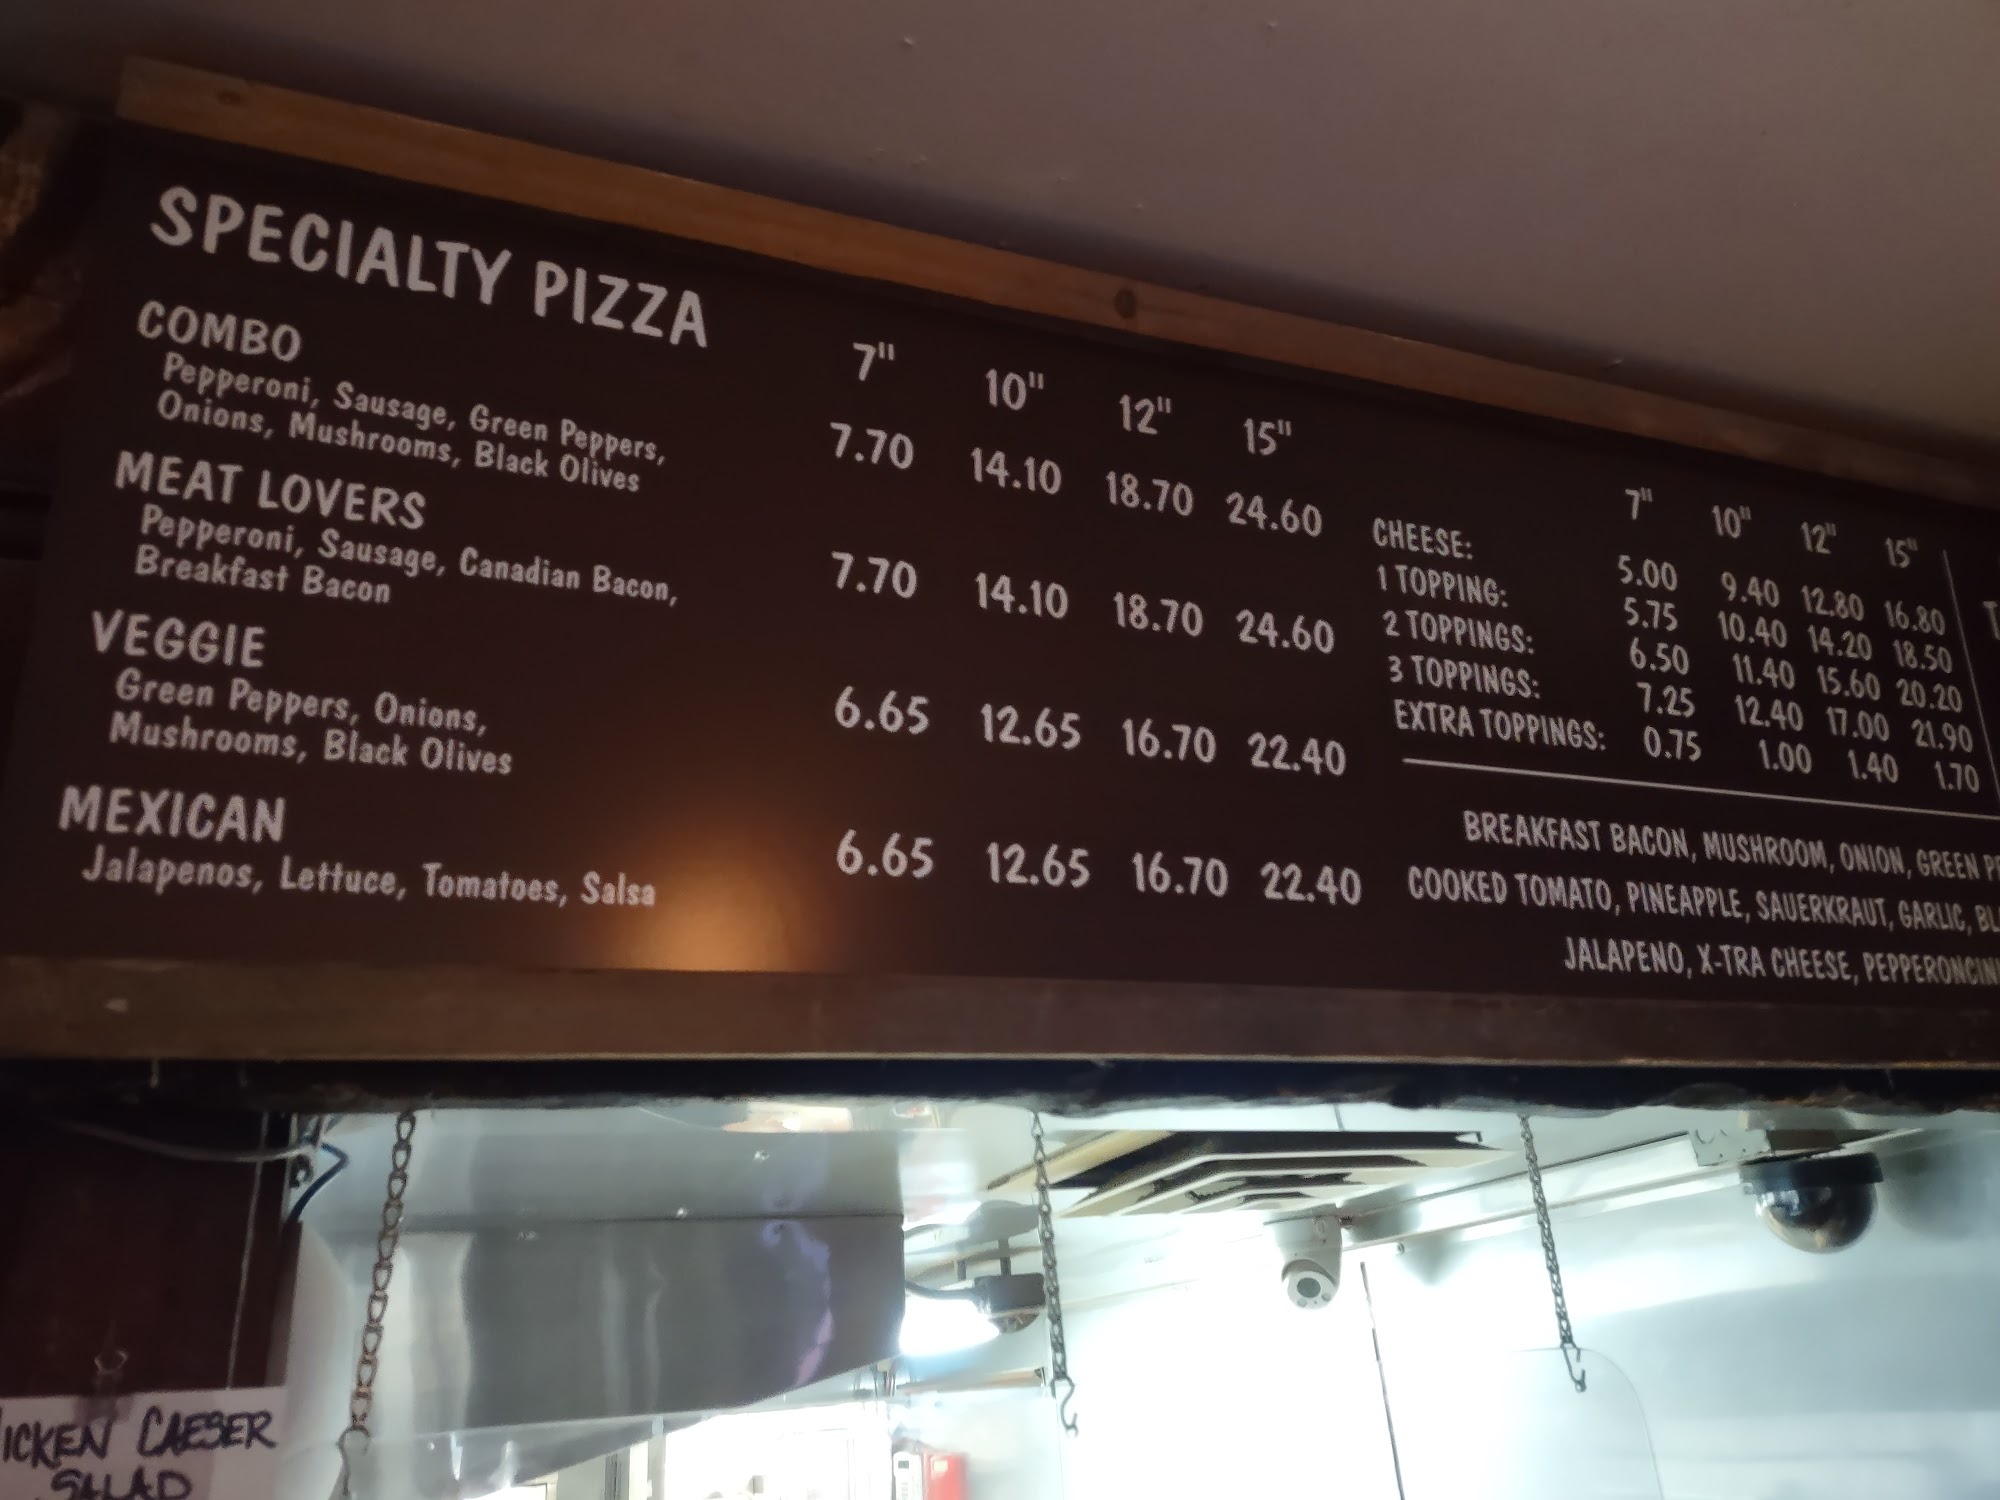 SPECIALTY PIZZA
7" 10" 12" 15"
COMBO 7.70 14.10 18.70 24.60
Pepperoni, Sausage, Green Peppers,
Onions, Mushrooms, Black Olives
MEAT LOVERS 7.70 14.10 18.70 24.60
Pepperoni, Sausage, Canadian Bacon,
Breakfast Bacon
VEGGIE 6.65 12.65 16.70 22.40
Green Peppers, Onions,
Mushrooms, Black Olives
MEXICAN 6.65 12.65 16.70 22.40
Jalapenos, Lettuce, Tomatoes, Salsa
7" 10" 12" 15"
CHEESE: 5.00 9.40 12.80 16.80
1 TOPPING: 5.75 10.40 14.20 18.50
2 TOPPINGS: 6.50 11.40 15.60 20.20
3 TOPPINGS: 7.25 12.40 17.00 21.90
EXTRA TOPPINGS: 0.75 1.00 1.40 1.70
BREAKFAST BACON, MUSHROOM, ONION, GREEN
COOKED TOMATO, PINEAPPLE, SAUERKRAUT, GARLIC,
JALAPENO, X-TRA CHEESE, PEPPERONCINI
CAESER
SALAD